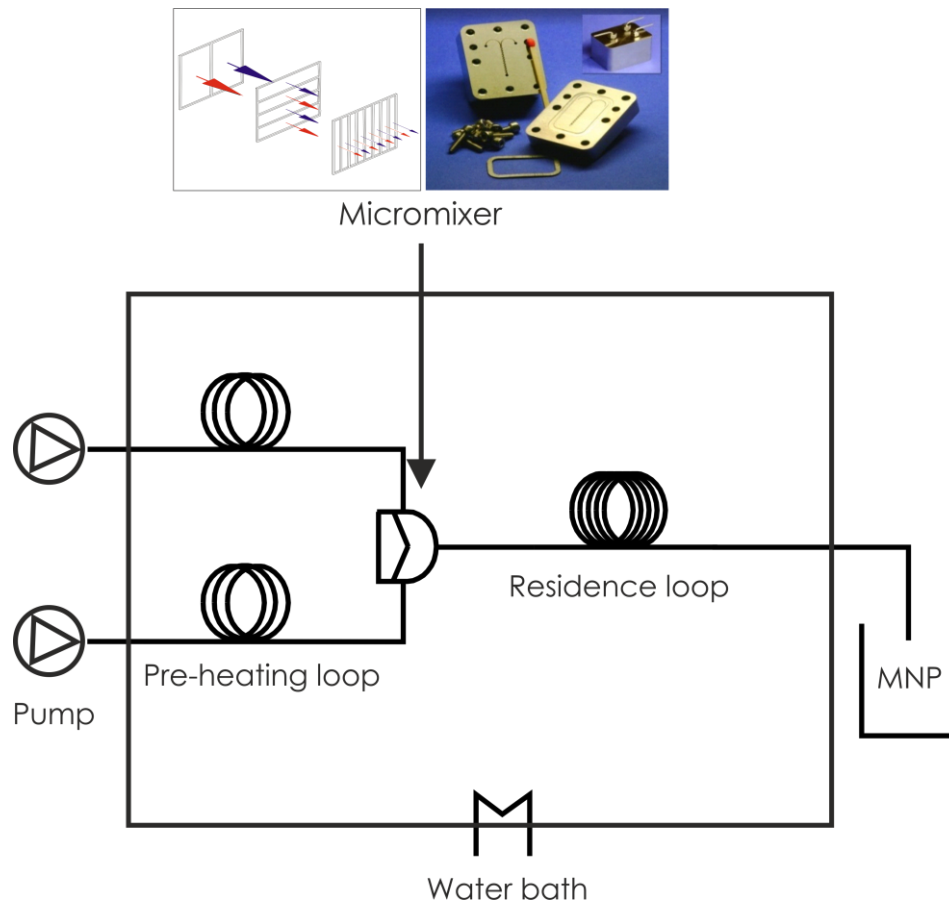 Micromixer
Residence loop
Pre-heating loop
MNP
Pump
Water bath